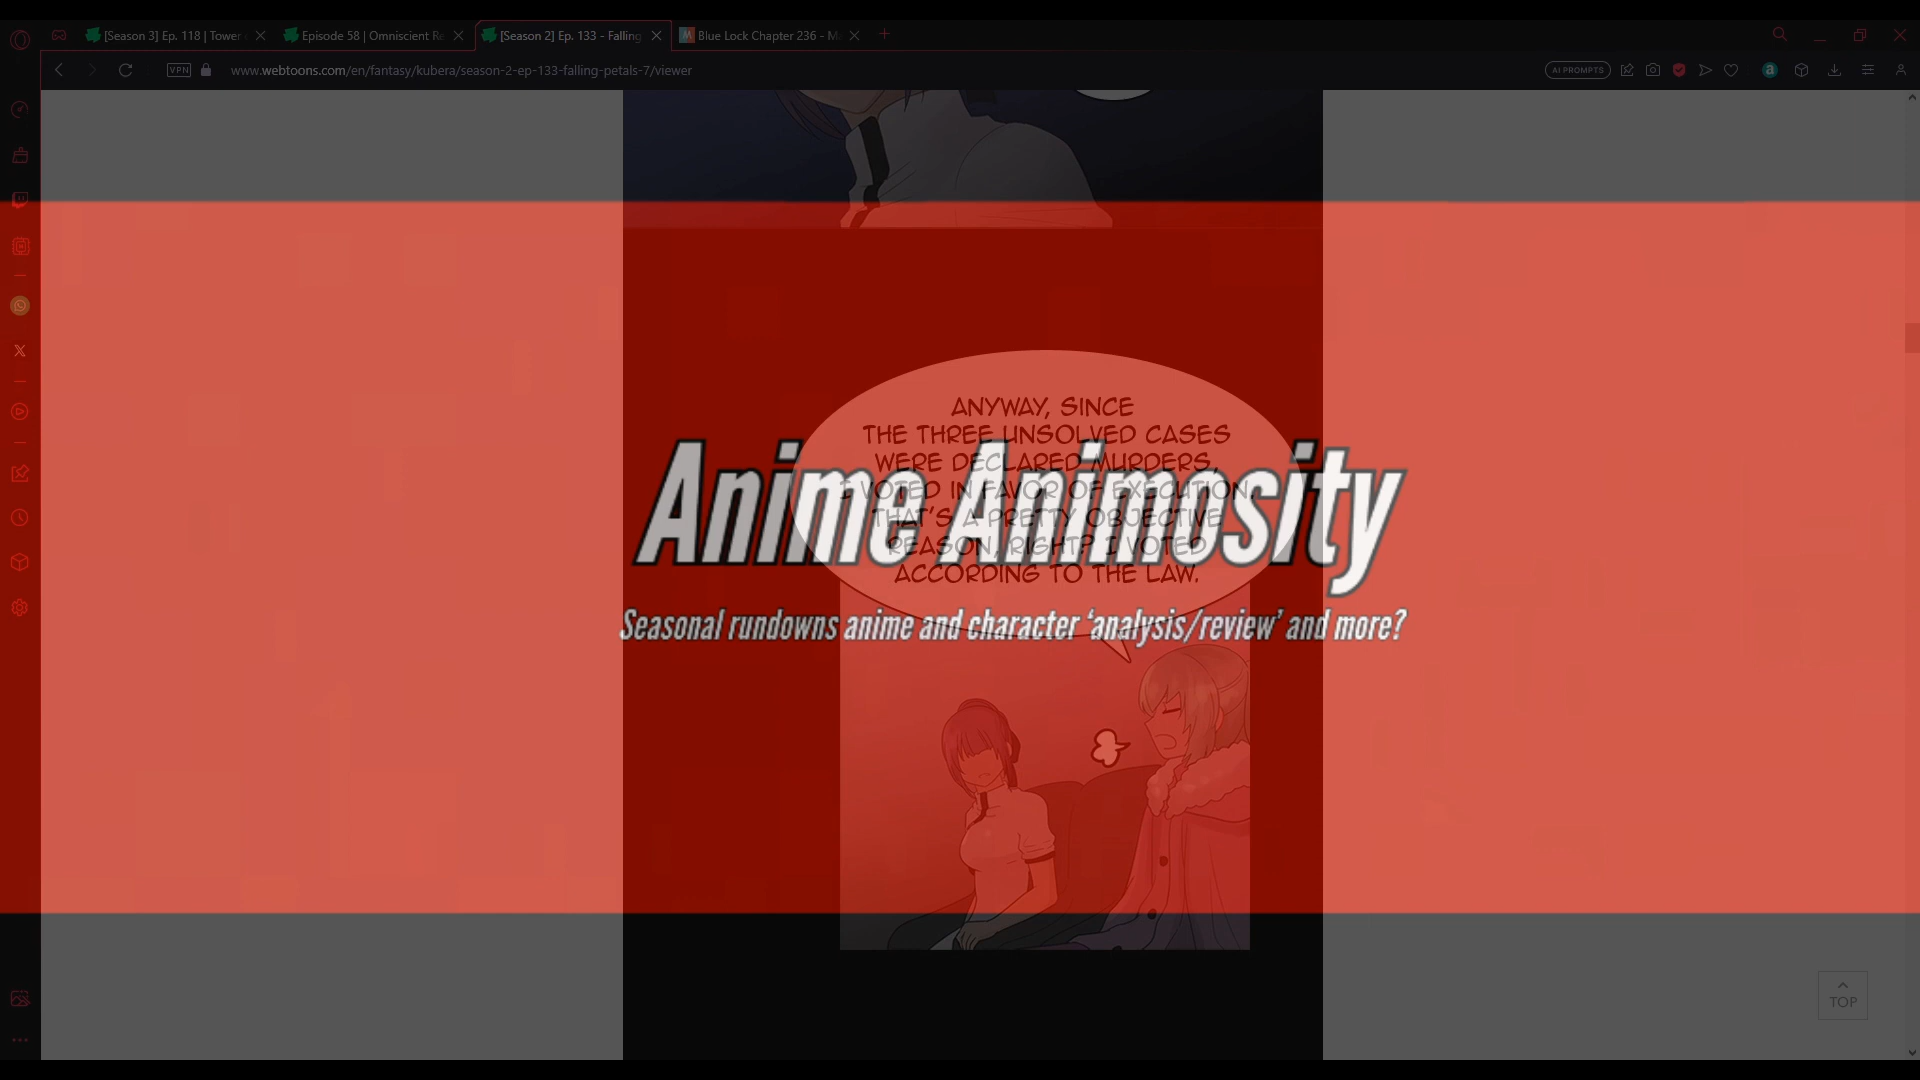 [Season 3] Ep. 118 | Tower
Episode 58 | Omniscient Re
[Season 2] Ep. 133 - Falling
Blue Lock Chapter 236 - M
VPN
www.webtoons.com/en/fantasy/kubera/season-2-ep-133-falling-petals-7/viewer
AI PROMPTS
ANYWAY, SINCE
THE THREE UNSOLVED CASES
WERE DECLARED MURDERS,
I VOTED IN FAVOR OF EXECUTION.
THAT'S A PRETTY OBJECTIVE
REASON, RIGHT? I VOTED
ACCORDING TO THE LAW.
Anime Animosity
Seasonal rundowns anime and character 'analysis/review' and more?
TOP